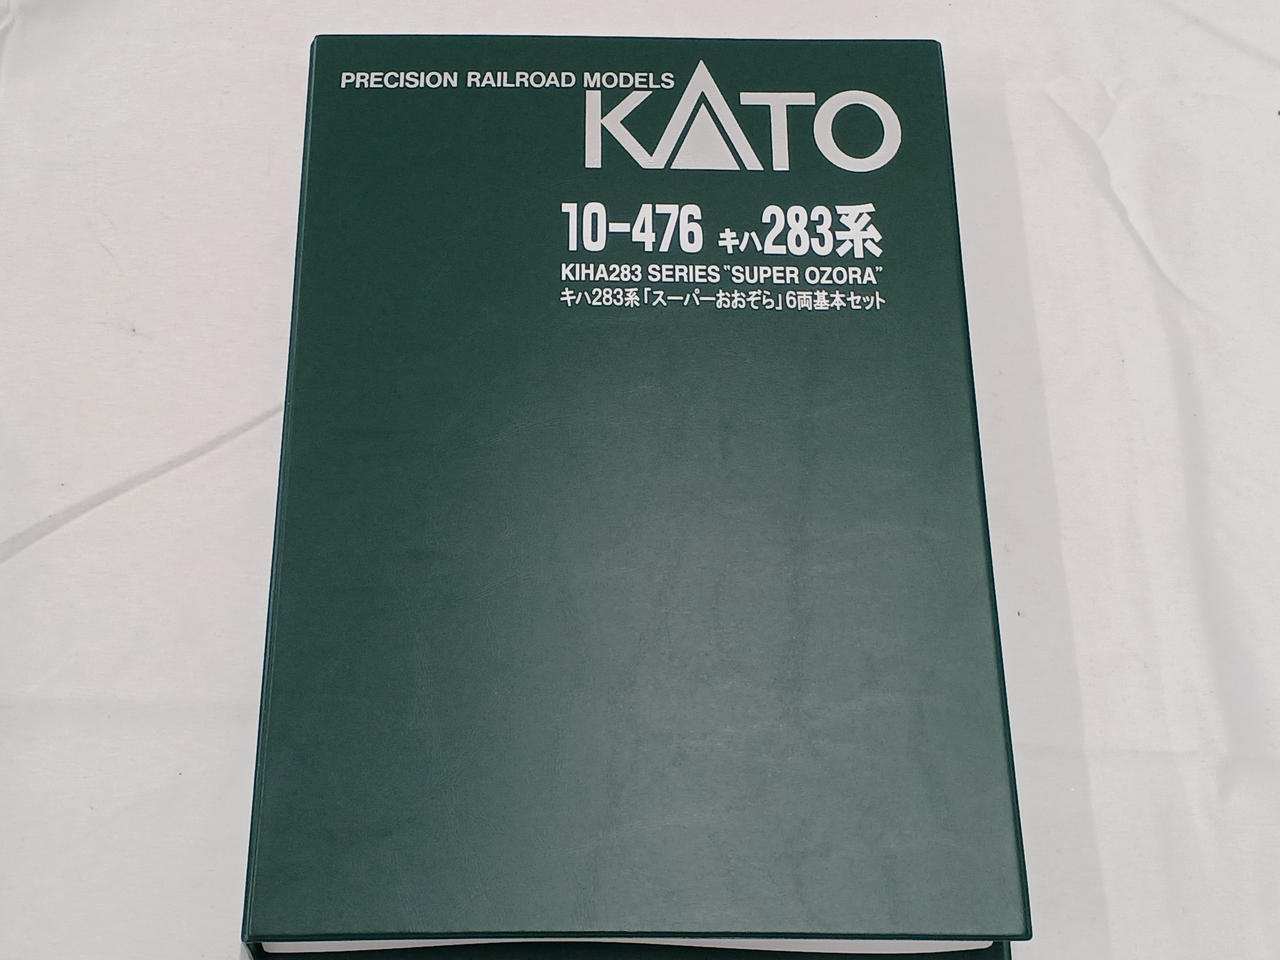 PRECISION RAILROAD MODELS
KATO
10-476 キハ283系
KIHA283 SERIES "SUPER OZORA"
キハ283系「スーパーおおぞら」6両基本セット